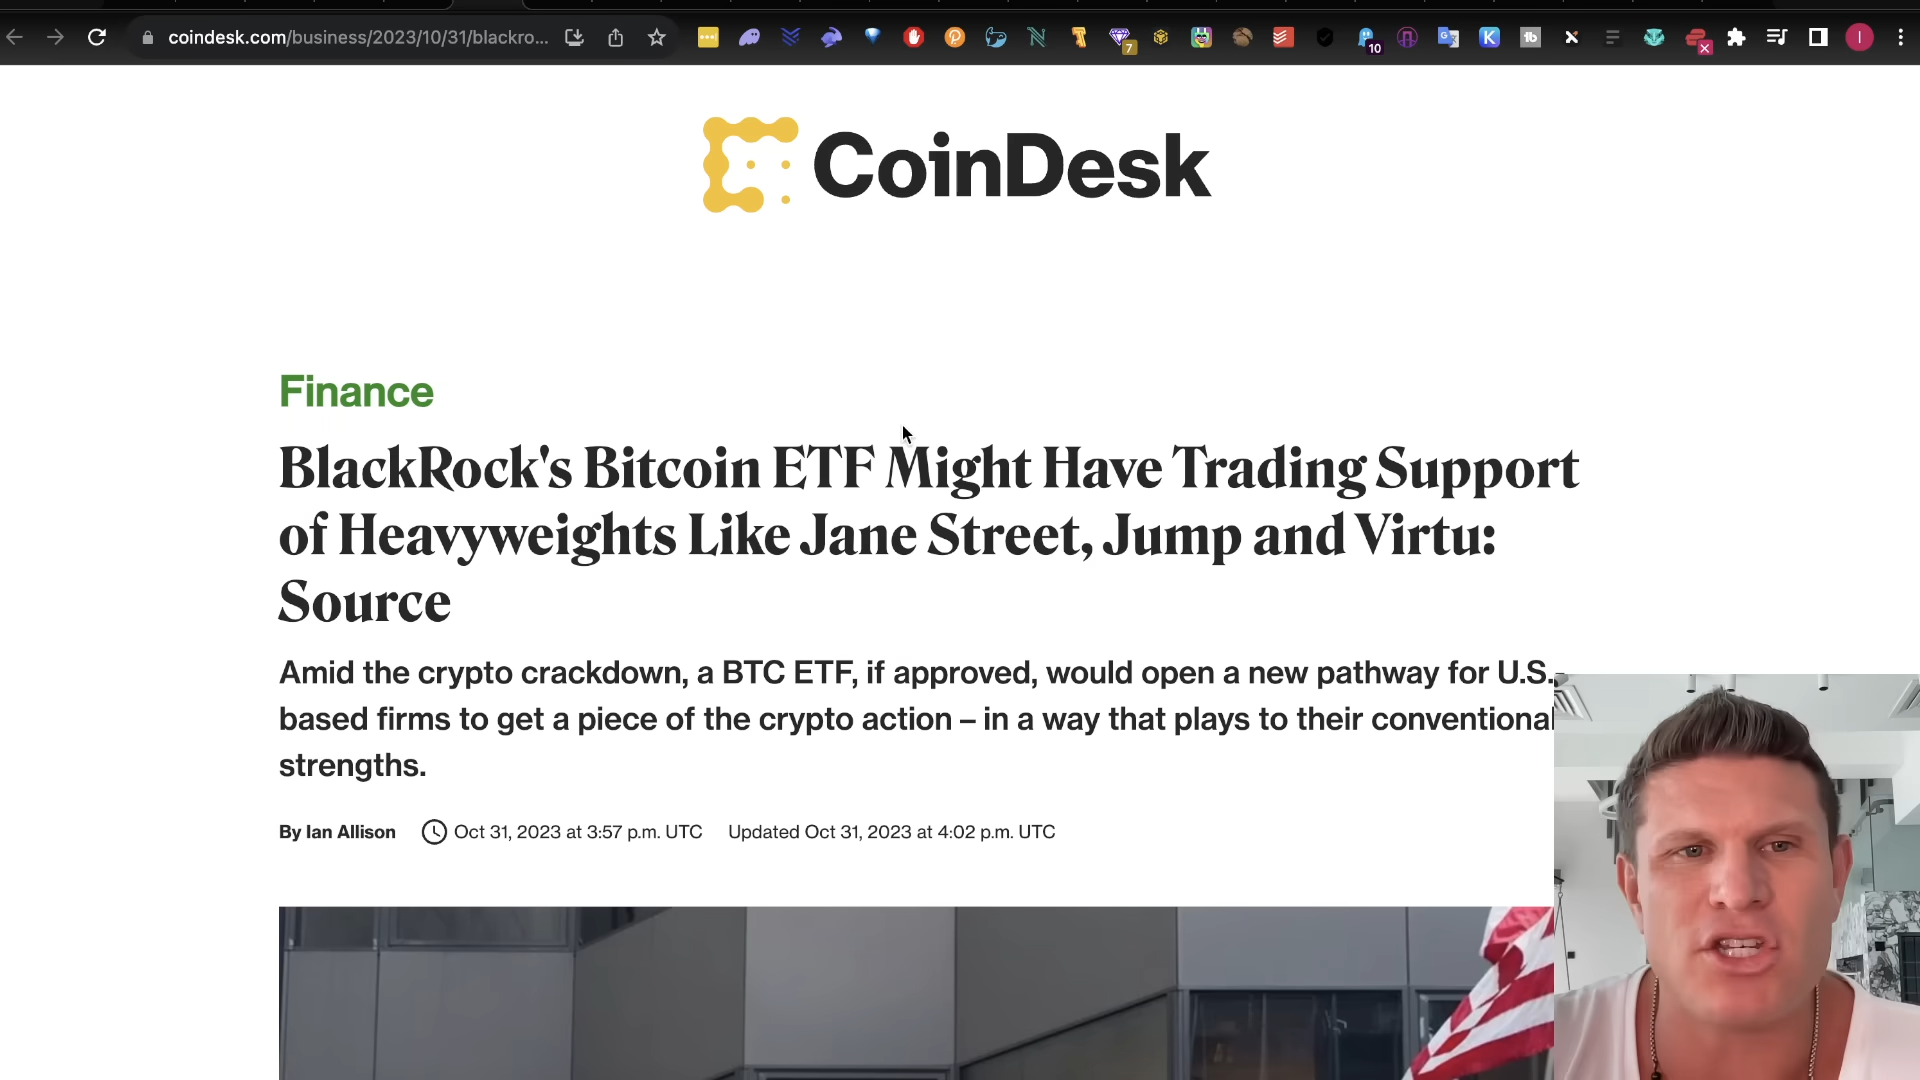 coindesk.com/business/2023/10/31/blackro...
7
10
K
tb
I
CoinDesk
Finance
BlackRock's Bitcoin ETF Might Have Trading Support
of Heavyweights Like Jane Street, Jump and Virtu:
Source
Amid the crypto crackdown, a BTC ETF, if approved, would open a new pathway for U.S.-
based firms to get a piece of the crypto action – in a way that plays to their conventional
strengths.
By Ian Allison Oct 31, 2023 at 3:57 p.m. UTC Updated Oct 31, 2023 at 4:02 p.m. UTC